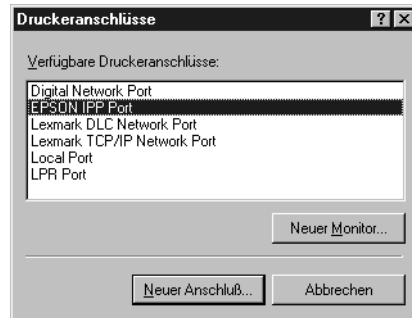 Druckeranschlüsse
Verfügbare Druckeranschlüsse:
Digital Network Port
EPSON IPP Port
Lexmark DLC Network Port
Lexmark TCP/IP Network Port
Local Port
LPR Port
Neuer Monitor...
Neuer Anschluß... Abbrechen